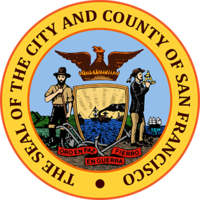 THE SEAL OF THE CITY AND COUNTY OF SAN FRANCISCO
ORO EN PAZ
FIERRO
EN GUERRA